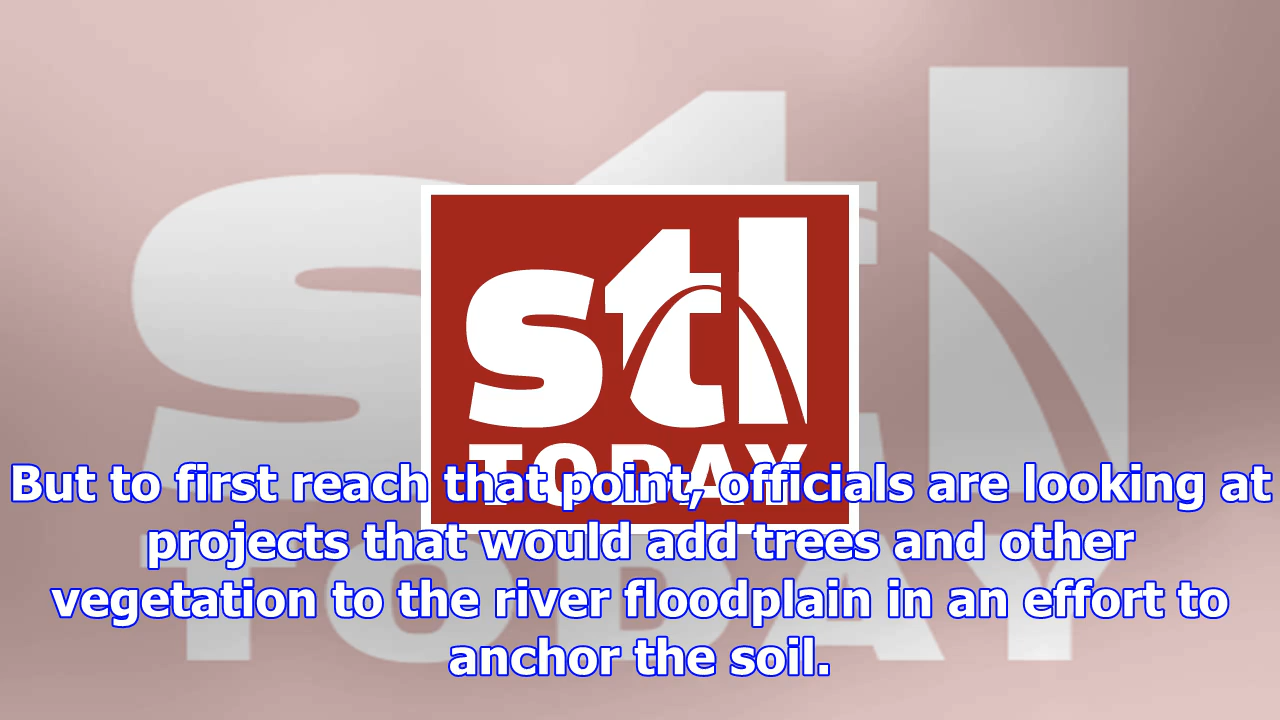 stl
TODAY
But to first reach that point, officials are looking at
projects that would add trees and other
vegetation to the river floodplain in an effort to
anchor the soil.